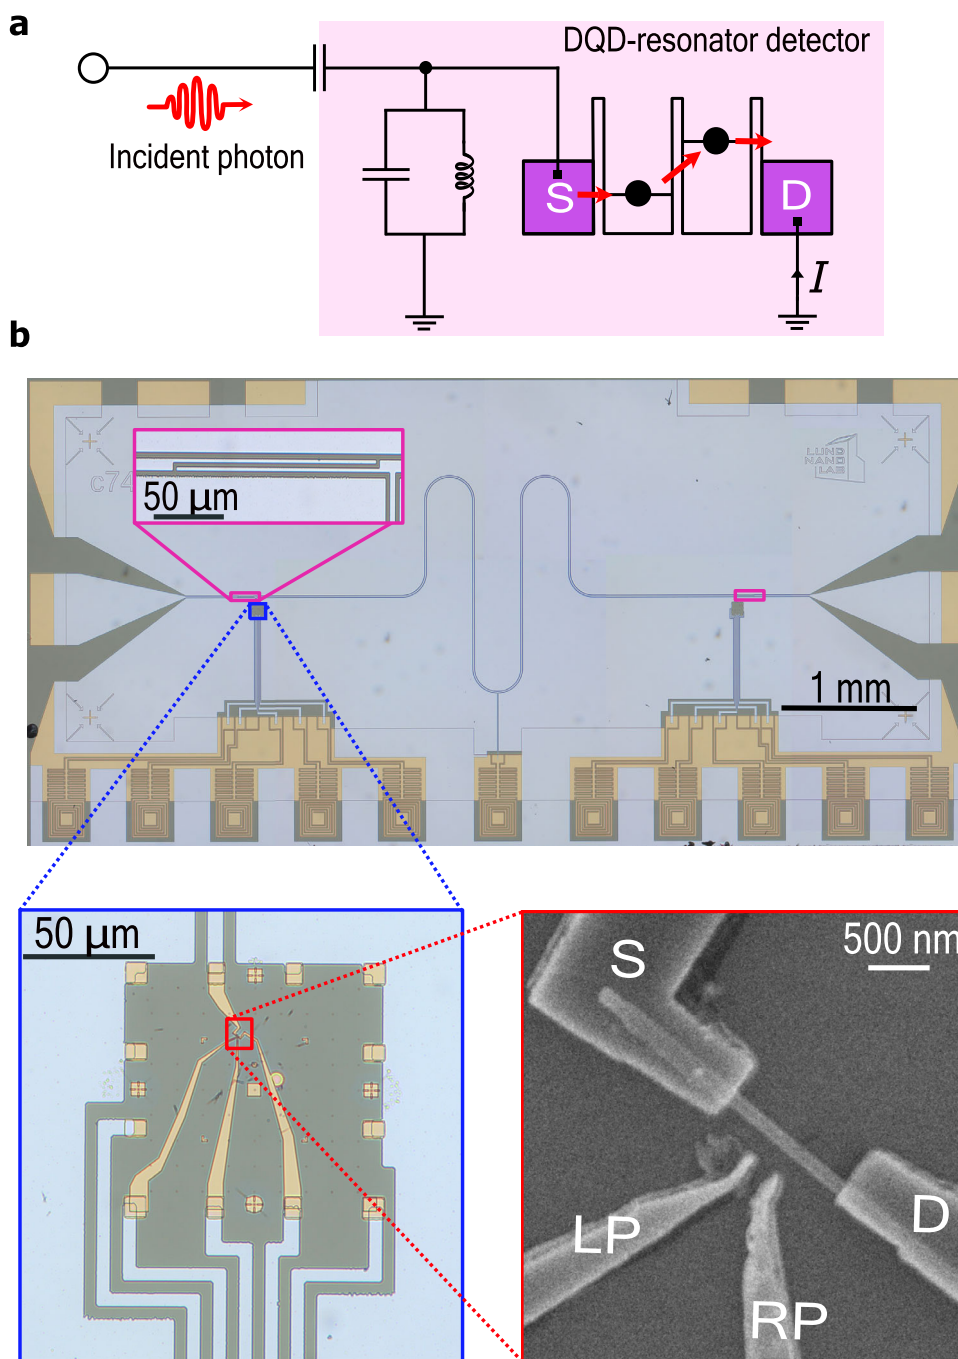 a
DQD-resonator detector
Incident photon
S
D
I
b
LUND
NANO
LAB
c74
50 μm
1 mm
50 μm
500 nm
S
LP
D
RP